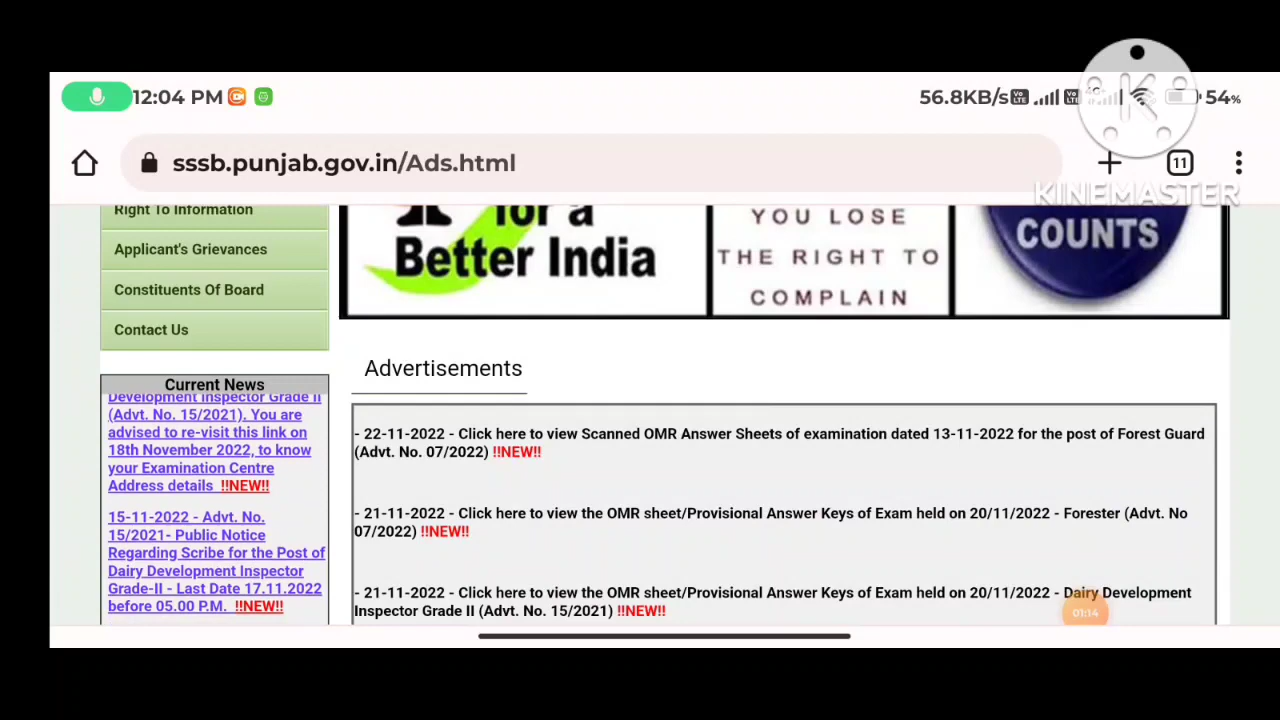 12:04 PM
56.8KB/s
54%
sssb.punjab.gov.in/Ads.html
11
KINEMASTER
Right To Information
Applicant's Grievances
Constituents Of Board
Contact Us
for a
Better India
YOU LOSE
THE RIGHT TO
COMPLAIN
COUNTS
Current News
Development Inspector Grade II
(Advt. No. 15/2021). You are
advised to re-visit this link on
18th November 2022, to know
your Examination Centre
Address details !!NEW!!
15-11-2022 - Advt. No.
15/2021- Public Notice
Regarding Scribe for the Post of
Dairy Development Inspector
Grade-II - Last Date 17.11.2022
before 05.00 P.M. !!NEW!!
Advertisements
- 22-11-2022 - Click here to view Scanned OMR Answer Sheets of examination dated 13-11-2022 for the post of Forest Guard
(Advt. No. 07/2022) !!NEW!!
- 21-11-2022 - Click here to view the OMR sheet/Provisional Answer Keys of Exam held on 20/11/2022 - Forester (Advt. No
07/2022) !!NEW!!
- 21-11-2022 - Click here to view the OMR sheet/Provisional Answer Keys of Exam held on 20/11/2022 - Dairy Development
Inspector Grade II (Advt. No. 15/2021) !!NEW!!
01:14